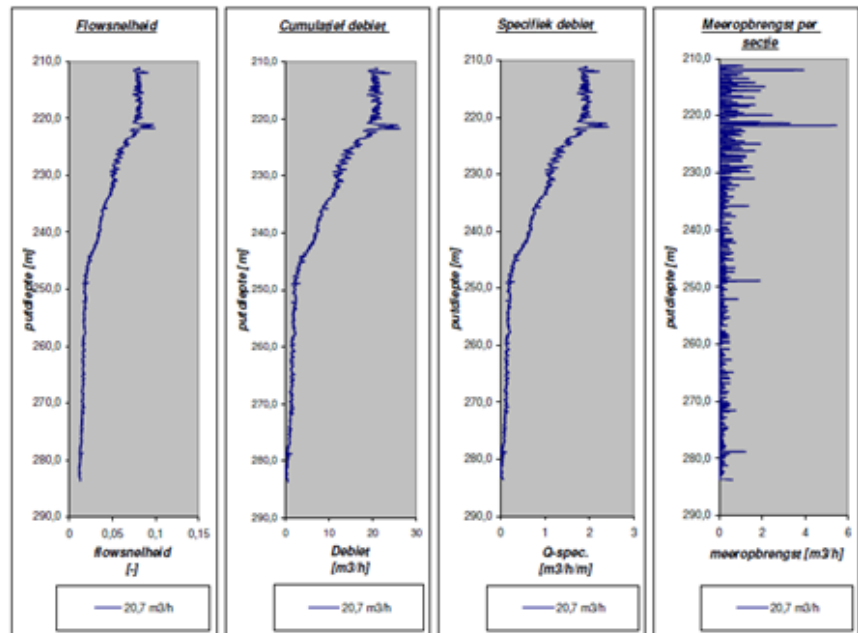 Flowsnelheid
210,0
220,0
230,0
240,0
250,0
260,0
270,0
280,0
290,0
putdiepte [m]
0
0,05
0,1
0,15
flowsnelheid
[-]
20,7 m3/h
Cumulatief debiet
210,0
220,0
230,0
240,0
250,0
260,0
270,0
280,0
290,0
putdiepte [m]
0
10
20
30
Debiet
[m3/h]
20,7 m3/h
Specifiek debiet
210,0
220,0
230,0
240,0
250,0
260,0
270,0
280,0
290,0
putdiepte [m]
0
1
2
3
Q-spec.
[m3/h/m]
20,7 m3/h
Meeropbrengst per
sectie
210,0
220,0
230,0
240,0
250,0
260,0
270,0
280,0
290,0
putdiepte [m]
0
2
4
6
meeropbrengst [m3/h]
20,7 m3/h